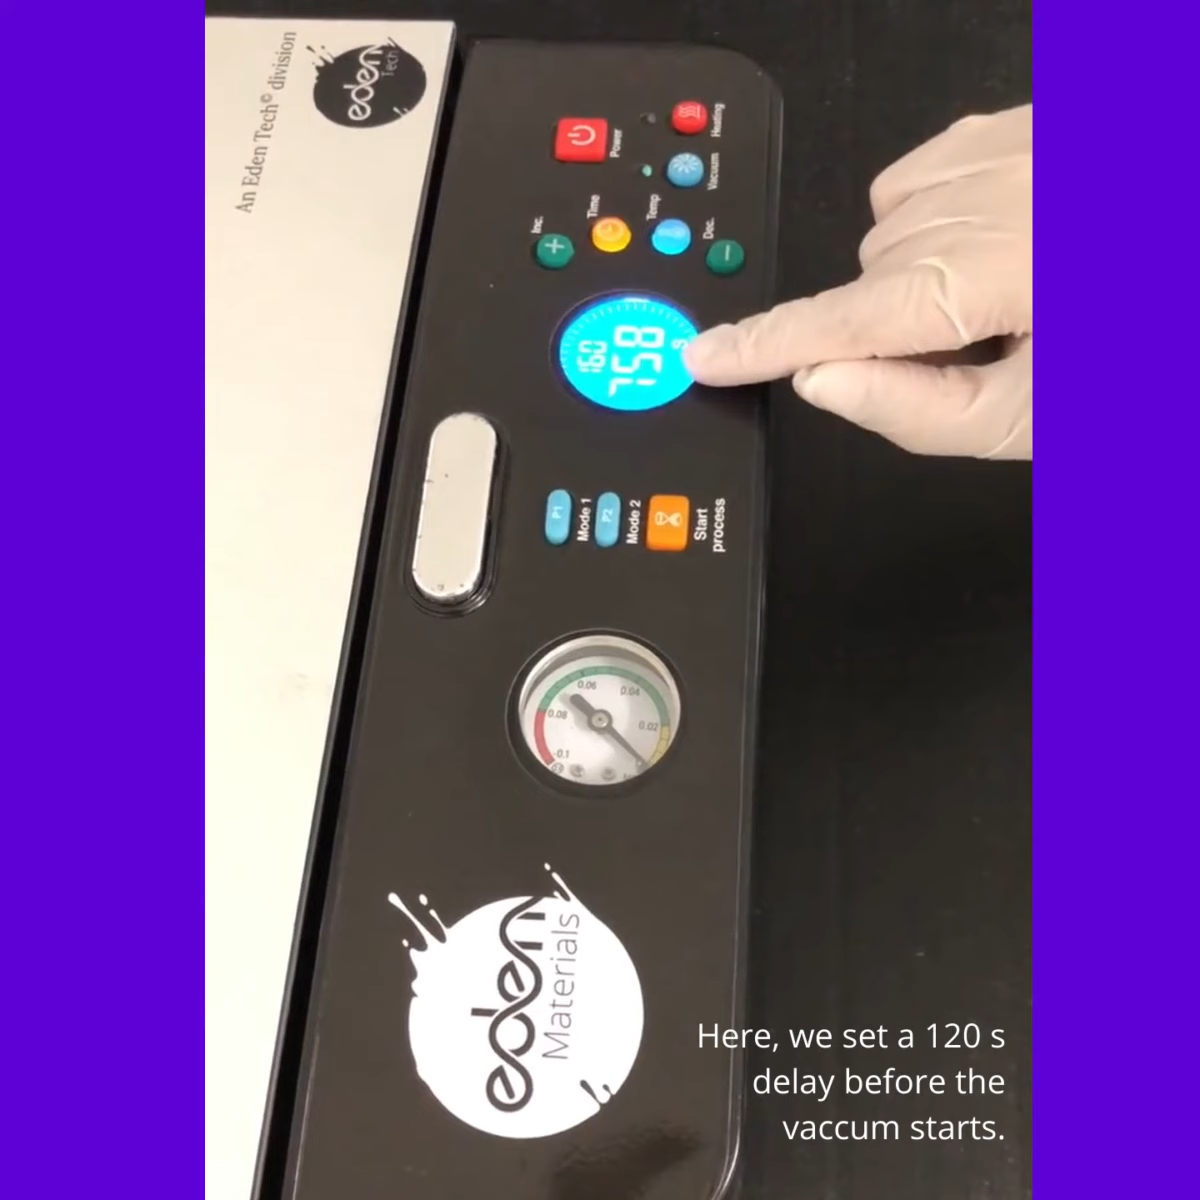 An Eden Tech© division
eden
Tech
Power
Heating
Vacuum
Inc.
Time
Temp
Dec.
160
758
S
P1
Mode 1
P2
Mode 2
Start
process
0.08
0.06
0.04
0.02
-0.1
eden
Materials
Here, we set a 120 s
delay before the
vaccum starts.